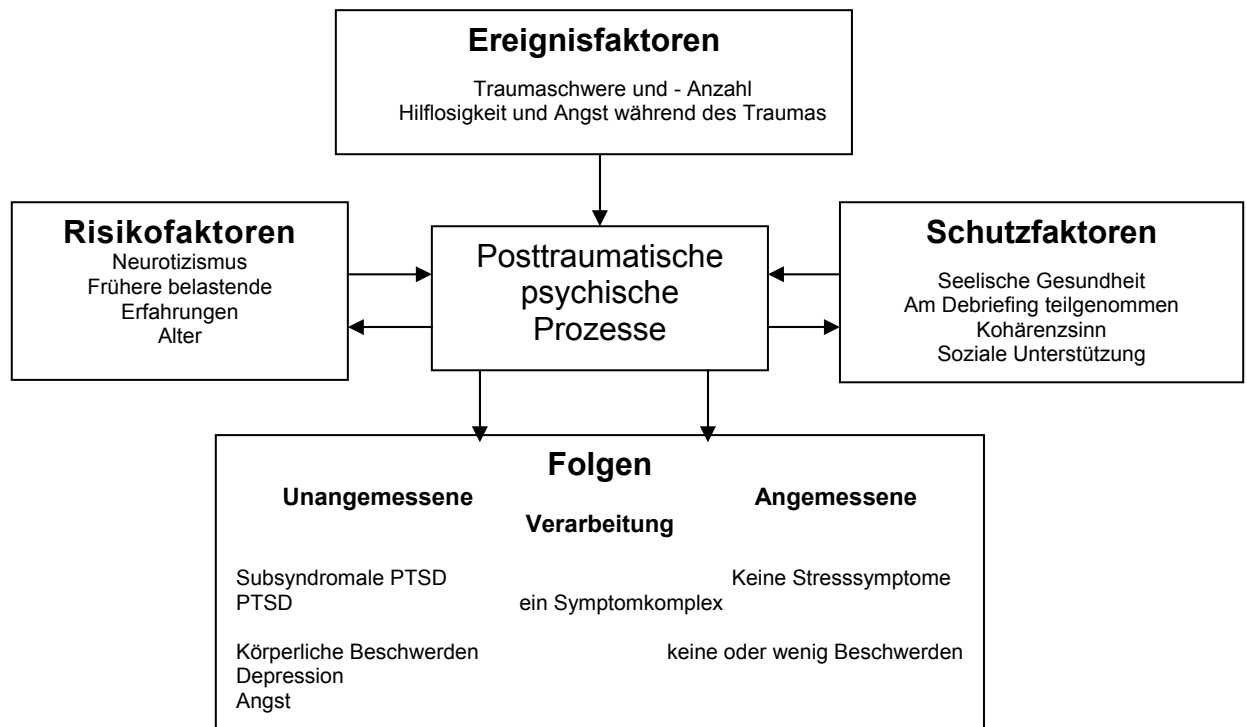 Ereignisfaktoren
Traumaschwere und - Anzahl
Hilflosigkeit und Angst während des Traumas
Risikofaktoren
Neurotizismus
Frühere belastende
Erfahrungen
Alter
Posttraumatische
psychische
Prozesse
Schutzfaktoren
Seelische Gesundheit
Am Debriefing teilgenommen
Kohärenzsinn
Soziale Unterstützung
Folgen
Unangemessene Angemessene
Verarbeitung
Subsyndromale PTSD Keine Stresssymptome
PTSD ein Symptomkomplex
Körperliche Beschwerden keine oder wenig Beschwerden
Depression
Angst